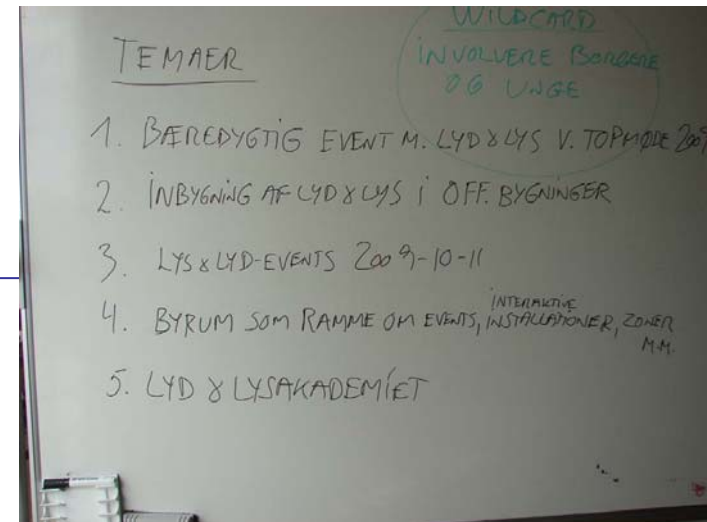 WILDCARD
INVOLVERE BORGERE
OG UNGE
TEMAER
1. BÆREDYGTIG EVENT M. LYD & LYS V. TOPMØDE 2009
2. INBYGNING AF LYD & LYS I OFF. BYGNINGER
3. LYS & LYD-EVENTS 2009-10-11
4. BYRUM SOM RAMME OM EVENTS, INTERAKTIVE INSTALLATIONER, ZONER
M.M.
5. LYD & LYSAKADEMIET